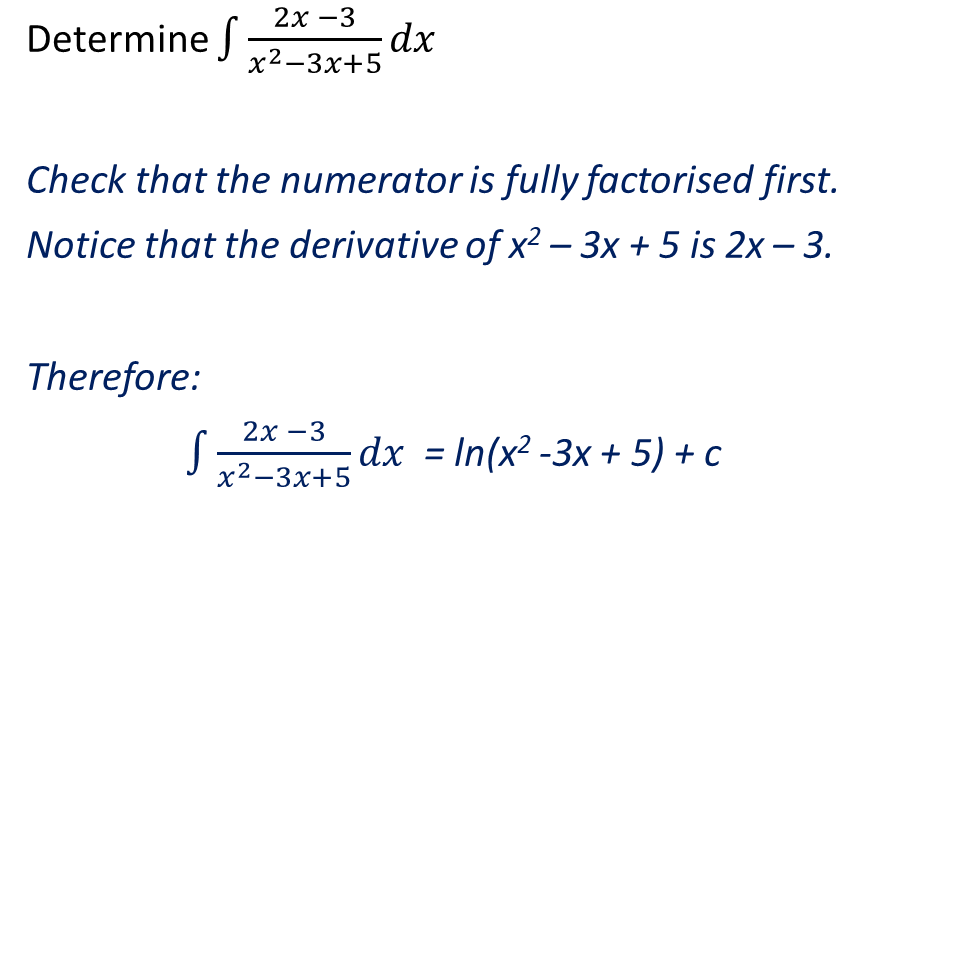 Determine ∫ (2x −3)/(x²−3x+5) dx
Check that the numerator is fully factorised first.
Notice that the derivative of x² – 3x + 5 is 2x – 3.
Therefore:
∫ (2x −3)/(x²−3x+5) dx = ln(x² -3x + 5) + c